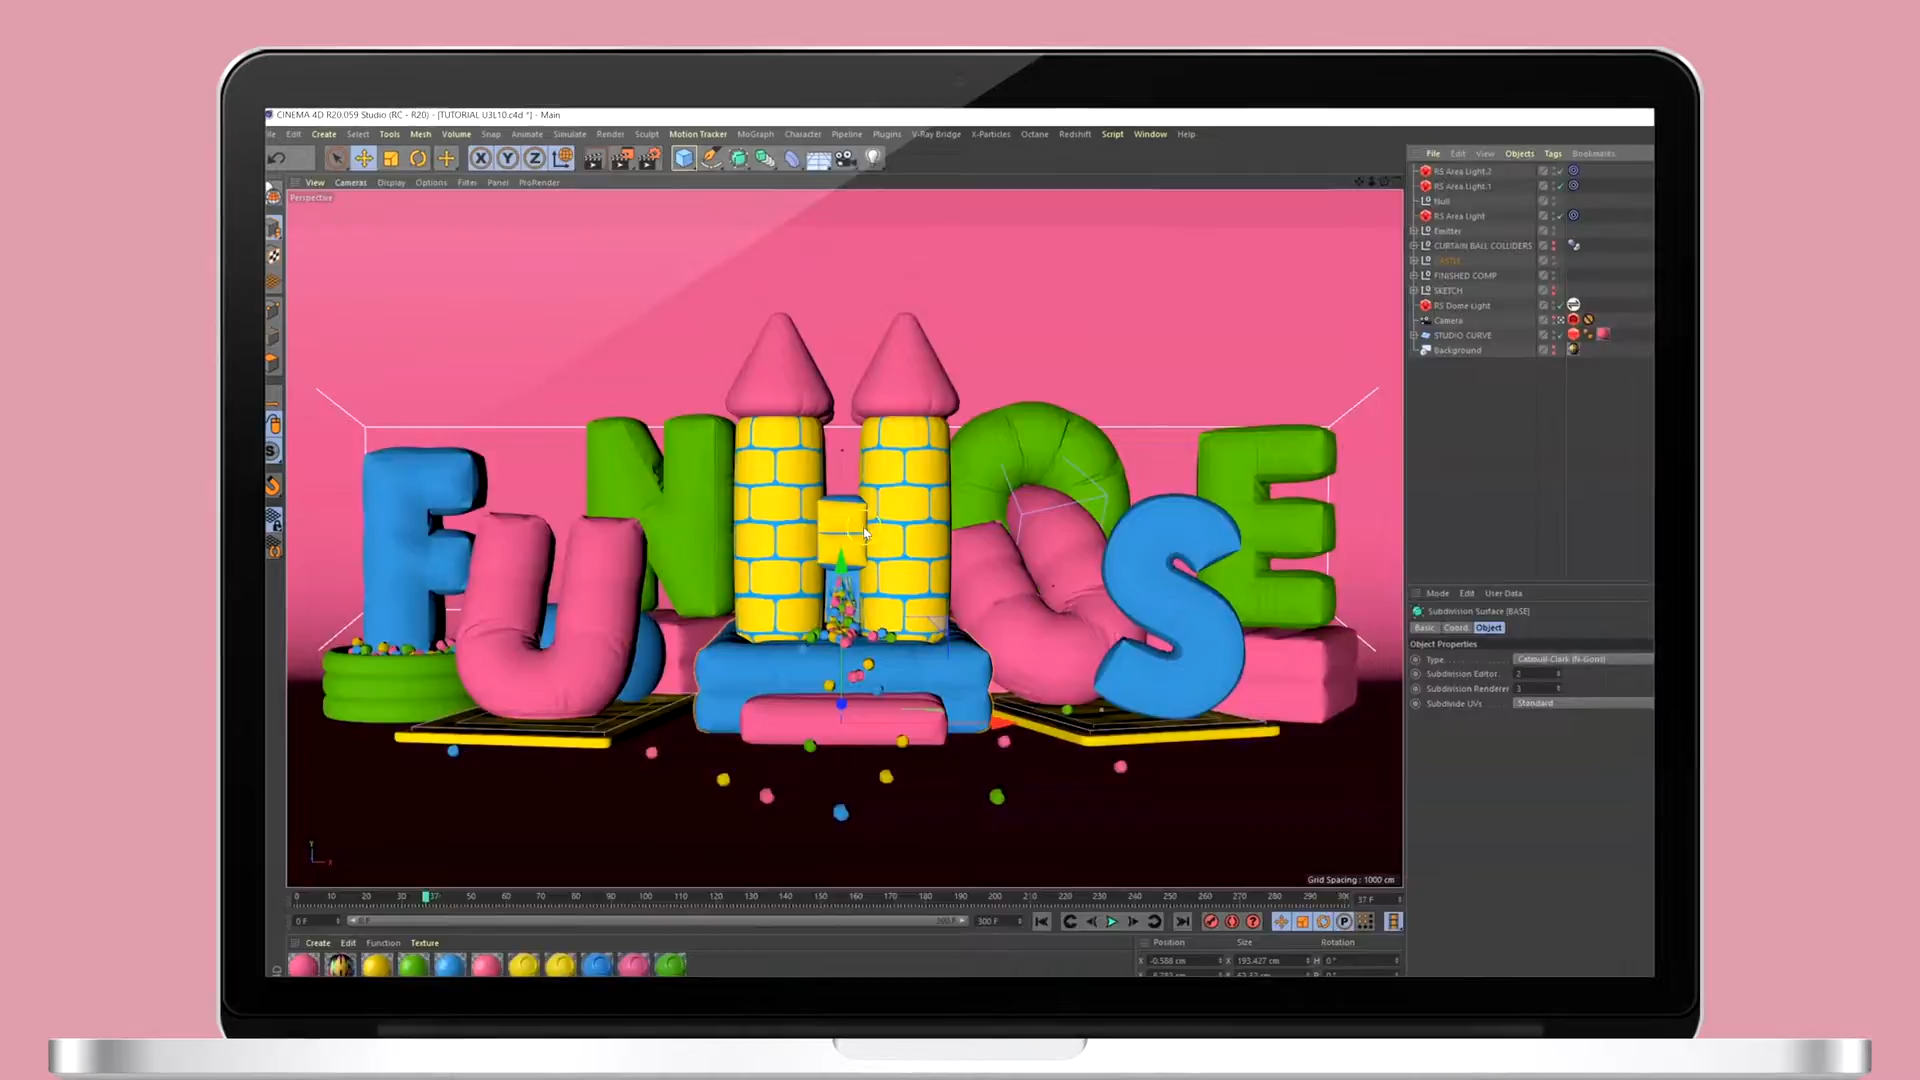 CINEMA 4D R20.059 Studio (RC - R20) - [TUTORIAL U3L10.c4d *] - Main
Edit Create Select Tools Mesh Volume Snap Animate Simulate Render Sculpt Motion Tracker MoGraph Character Pipeline Plugins V-Ray Bridge X-Particles Octane Redshift Script Window Help
X Y Z
File Edit View Objects Tags Bookmarks
View Cameras Display Options Filter Panel ProRender
Perspective
RS Area Light.2
RS Area Light.1
Null
RS Area Light
Emitter
CURTAIN BALL COLLIDERS
FINISHED COMP
SKETCH
RS Dome Light
Camera
STUDIO CURVE
Background
F U N O U S E
Mode Edit User Data
Subdivision Surface [BASE]
Basic Coord. Object
Object Properties
Type Catmull-Clark (N-Gons)
Subdivision Editor 2
Subdivision Renderer 3
Subdivide UVs Standard
Y
X
Grid Spacing : 1000 cm
0 10 20 30 37 50 60 70 80 90 100 110 120 130 140 150 160 170 180 190 200 210 220 230 240 250 260 270 280 290 37 F
0 F 0 F 300 F 300 F
Create Edit Function Texture
Position Size Rotation
X -0.588 cm X 193.427 cm H 0 °